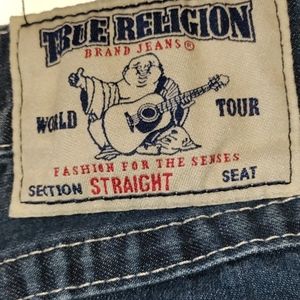 TRUE RELIGION
BRAND JEANS®
WORLD TOUR
FASHION FOR THE SENSES
SECTION STRAIGHT SEAT